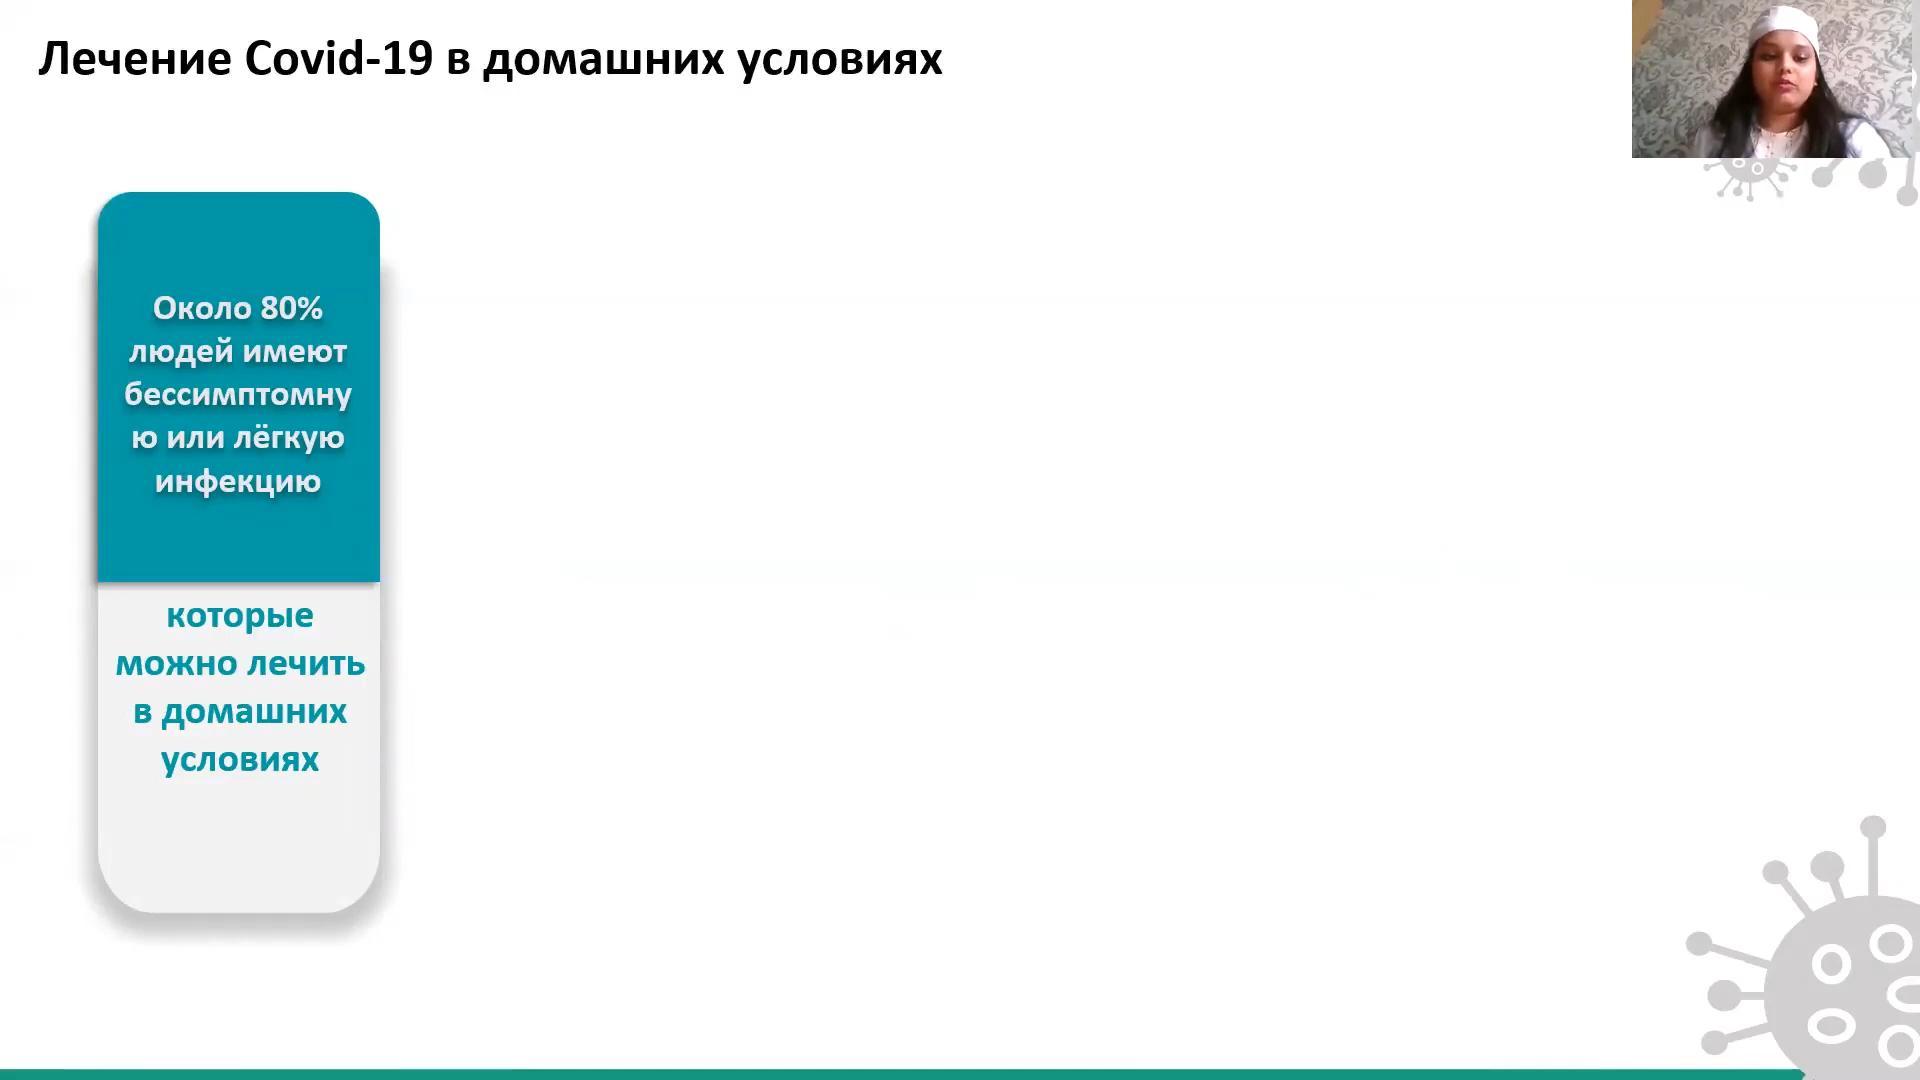 Лечение Covid-19 в домашних условиях
Около 80%
людей имеют
бессимптомну
ю или лёгкую
инфекцию
которые
можно лечить
в домашних
условиях